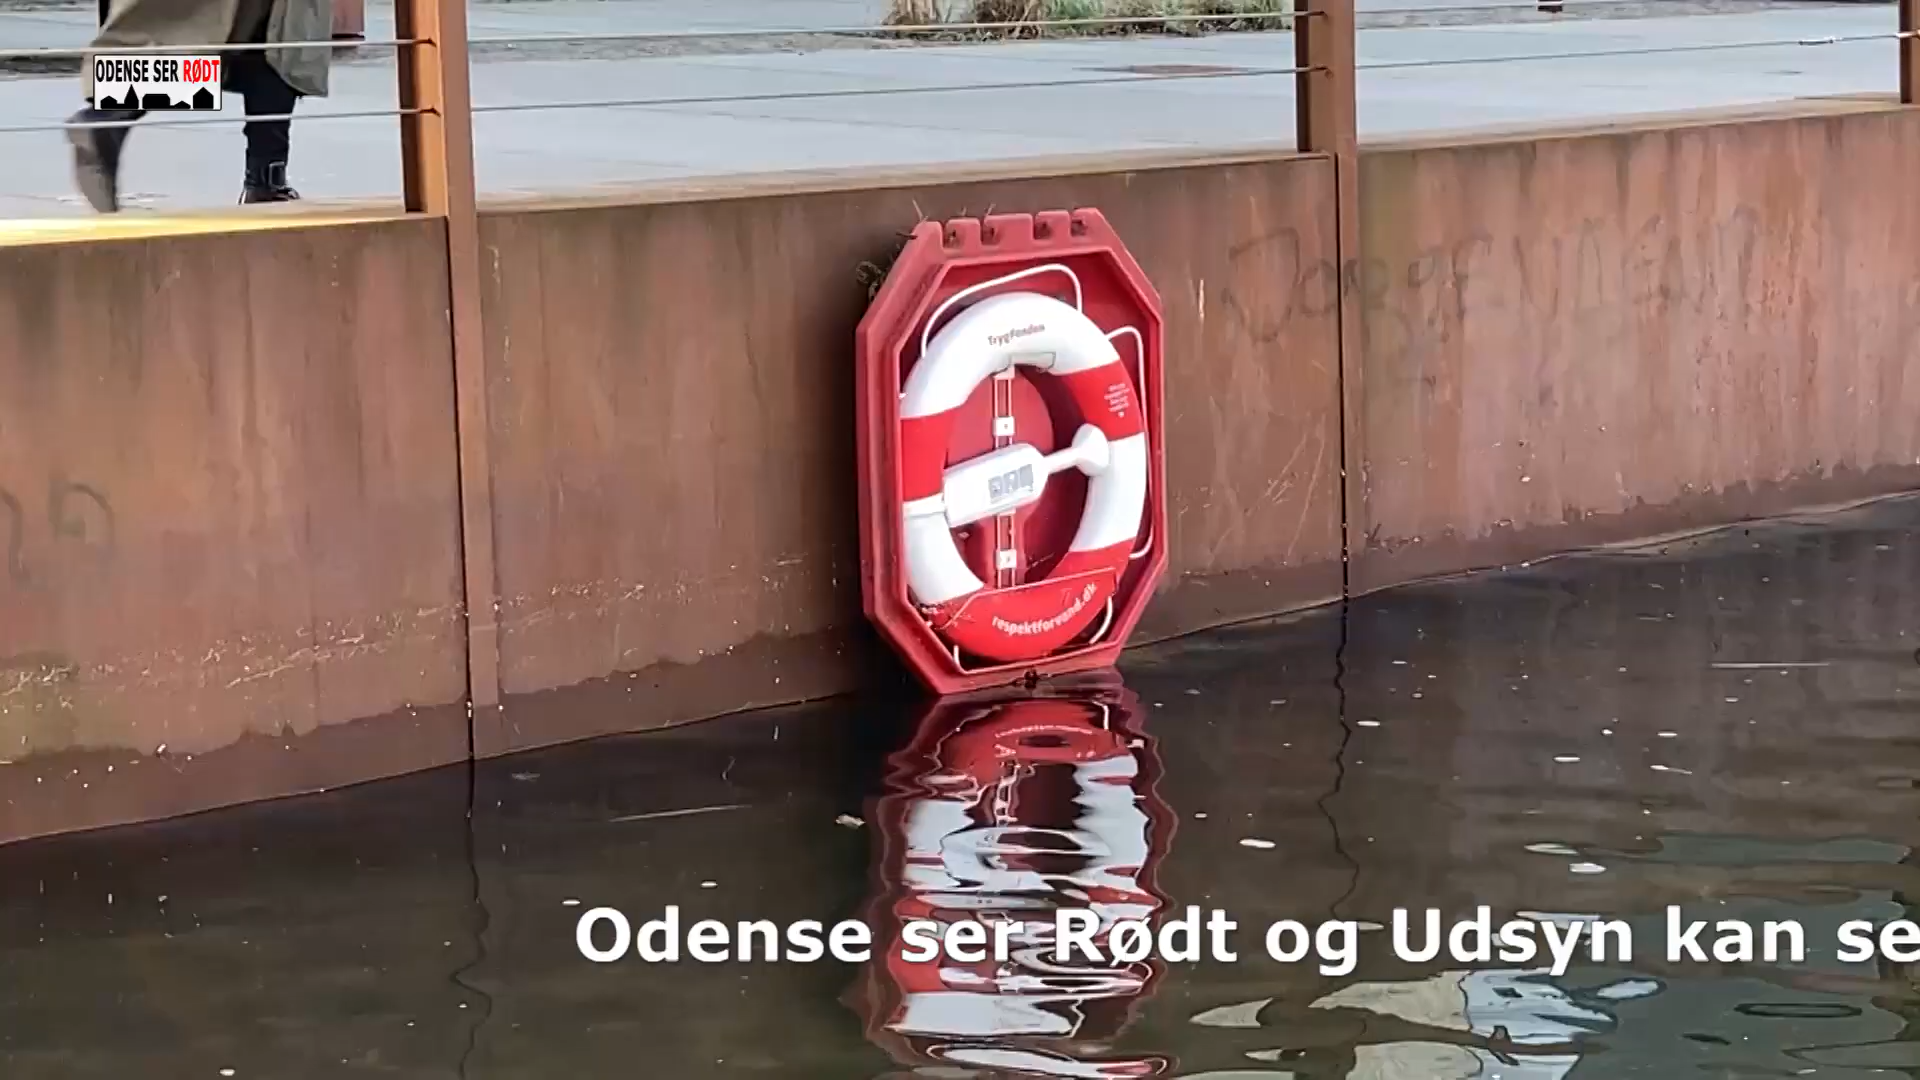 ODENSE SER RØDT
TrygFonden
respektforvand.dk
Odense ser Rødt og Udsyn kan se